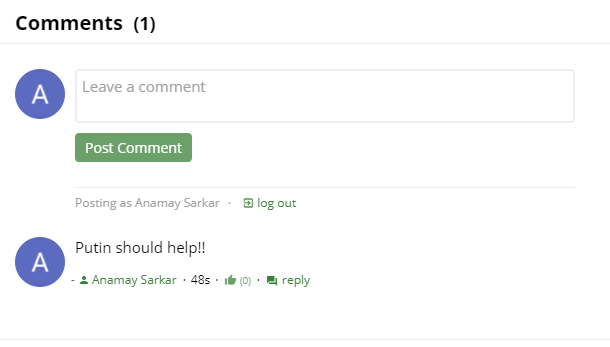 Comments (1)
A
Leave a comment
Post Comment
Posting as Anamay Sarkar · log out
A
Putin should help!!
- Anamay Sarkar · 48s · (0) · reply